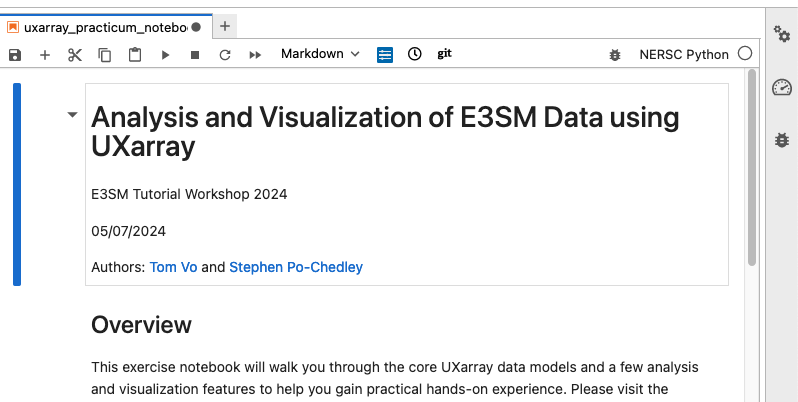 uxarray_practicum_notebo
Markdown
git
NERSC Python
Analysis and Visualization of E3SM Data using
UXarray
E3SM Tutorial Workshop 2024
05/07/2024
Authors: Tom Vo and Stephen Po-Chedley
Overview
This exercise notebook will walk you through the core UXarray data models and a few analysis
and visualization features to help you gain practical hands-on experience. Please visit the